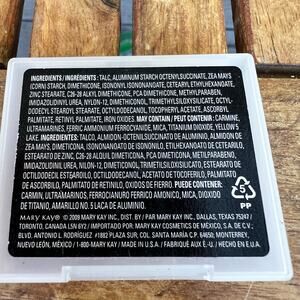 INGREDIENTS/INGRÉDIENTS: TALC, ALUMINUM STARCH OCTENYLSUCCINATE, ZEA MAYS
(CORN) STARCH, DIMETHICONE, ISONONYL ISONONANOATE, CETEARYL ETHYLHEXANOATE,
ZINC STEARATE, C26-28 ALKYL DIMETHICONE, PCA DIMETHICONE, METHYLPARABEN,
IMIDAZOLIDINYL UREA, NYLON-12, DIMETHICONOL, TRIMETHYLSILOXYSILICATE, OCTYL-
DODECYL STEAROYL STEARATE, OCTYLDODECANOL, TOCOPHERYL ACETATE, ASCORBYL
PALMITATE, RETINYL PALMITATE, IRON OXIDES. MAY CONTAIN / PEUT CONTENIR: CARMINE,
ULTRAMARINES, FERRIC AMMONIUM FERROCYANIDE, MICA, TITANIUM DIOXIDE, YELLOW 5
LAKE. INGREDIENTES: TALCO, ALMIDÓN-OCTENILSUCCINATO DE ALUMINIO, ALMIDÓN DE
ZEA MAYS, DIMETICONA, ISONONANOATO DE ISONONILO, ETILHEXANOATO DE CETEARILO,
ESTEARATO DE ZINC, C26-28 ALQUIL DIMETICONA, PCA DIMETICONA, METILPARABENO,
IMIDAZOLIDINIL UREA, NILÓN-12, DIMETICONOL, TRIMETILSILOXISILICATO, ESTEAROIL
ESTEARATO DE OCTILDODECILO, OCTILDODECANOL, ACETATO DE TOCOFERILO, PALMITATO
DE ASCORBILO, PALMITATO DE RETINILO, ÓXIDOS DE FIERRO. PUEDE CONTENER:
CARMÍN, ULTRAMARINOS, FERROCIANURO FÉRRICO AMÓNICO, MICA, DIÓXIDO DE
TITANIO, AMARILLO NO. 5 LACA DE ALUMINIO.
MARY KAY® © 2009 MARY KAY INC., DIST. BY / PAR MARY KAY INC., DALLAS, TEXAS 75247 /
TORONTO, CANADA L5N 6Y2 / IMPORTADO POR: MARY KAY COSMETICS DE MÉXICO, S.A. DE C.V.,
BLVD. ANTONIO L. RODRÍGUEZ #1882 PLAZA SUR, COL. SANTA MARÍA C.P. 64650, MONTERREY,
NUEVO LEÓN, MÉXICO / 1-800-MARY KAY / MADE IN U.S.A. / FABRIQUÉ AUX É.-U. / HECHO EN E.U.
5
PP